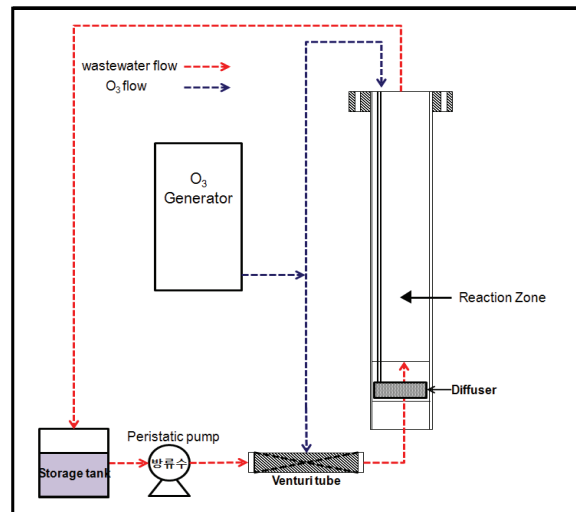 wastewater flow
O₃ flow
O₃
Generator
Reaction Zone
Diffuser
Peristatic pump
방류수
Storage tank
Venturi tube